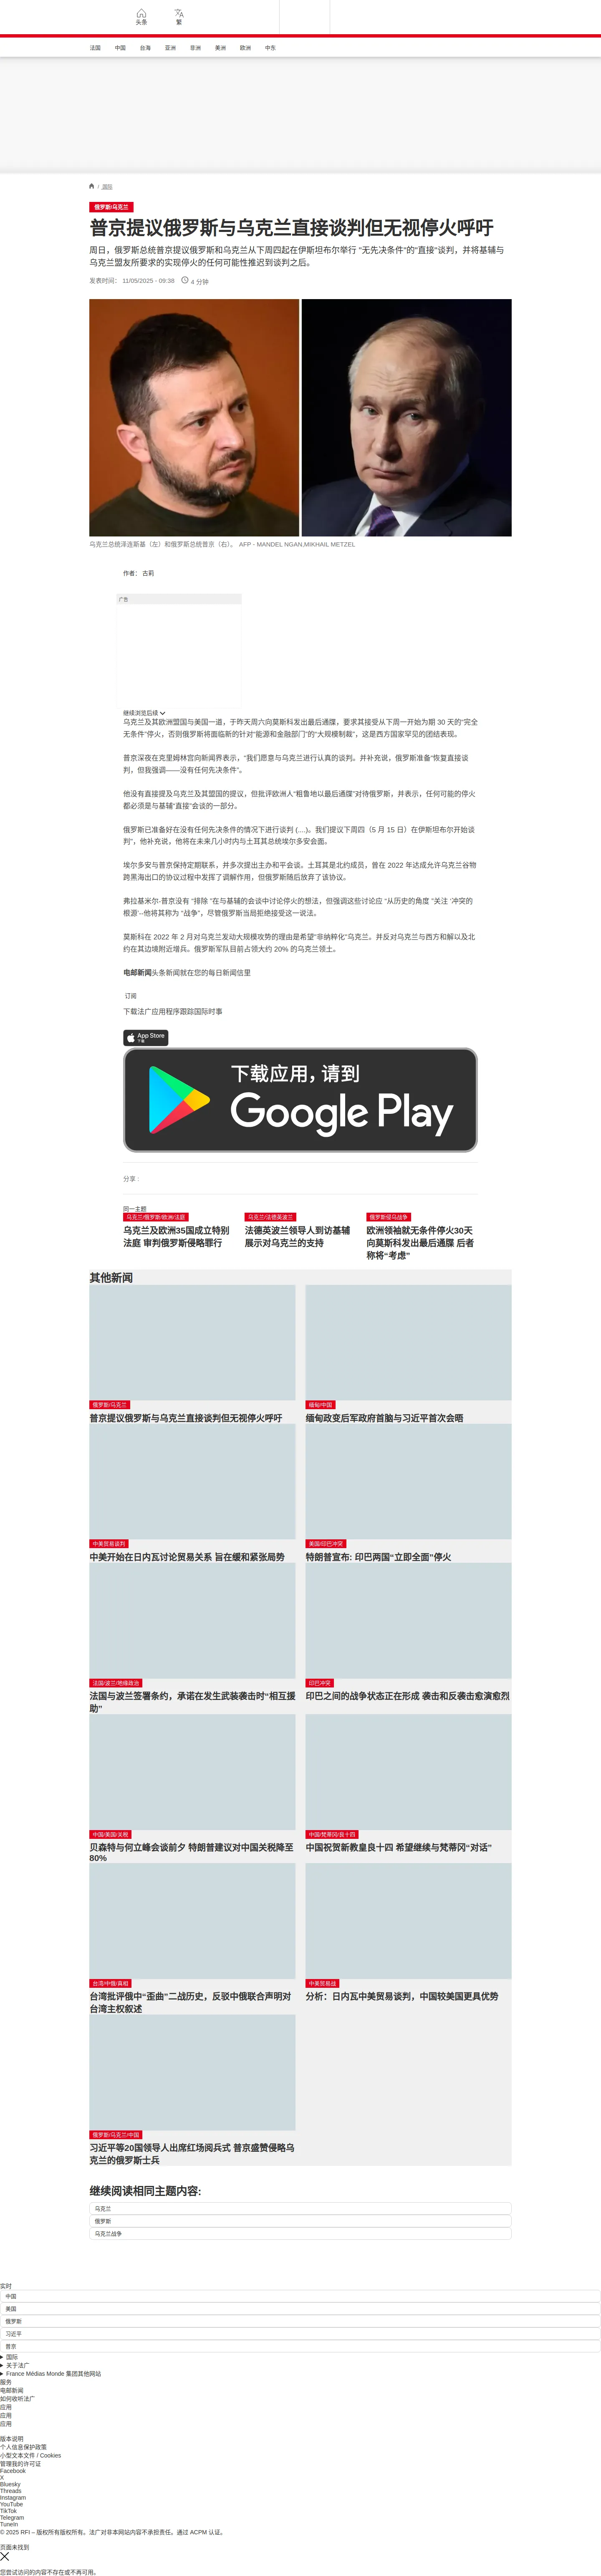 头条
繁
法国 中国 台海 亚洲 非洲 美洲 欧洲 中东
/ 国际
俄罗斯/乌克兰
普京提议俄罗斯与乌克兰直接谈判但无视停火呼吁
周日，俄罗斯总统普京提议俄罗斯和乌克兰从下周四起在伊斯坦布尔举行 "无先决条件"的"直接"谈判，并将基辅与
乌克兰盟友所要求的实现停火的任何可能性推迟到谈判之后。
发表时间： 11/05/2025 - 09:38 4 分钟
乌克兰总统泽连斯基（左）和俄罗斯总统普京（右）。 AFP - MANDEL NGAN,MIKHAIL METZEL
作者： 古莉
广告
继续浏览后续
乌克兰及其欧洲盟国与美国一道，于昨天周六向莫斯科发出最后通牒，要求其接受从下周一开始为期 30 天的"完全
无条件"停火，否则俄罗斯将面临新的针对"能源和金融部门"的"大规模制裁"，这是西方国家罕见的团结表现。
普京深夜在克里姆林宫向新闻界表示，"我们愿意与乌克兰进行认真的谈判。并补充说，俄罗斯准备"恢复直接谈
判，但我强调——没有任何先决条件"。
他没有直接提及乌克兰及其盟国的提议，但批评欧洲人"粗鲁地以最后通牒"对待俄罗斯，并表示，任何可能的停火
都必须是与基辅"直接"会谈的一部分。
俄罗斯已准备好在没有任何先决条件的情况下进行谈判 (....)。我们提议下周四（5 月 15 日）在伊斯坦布尔开始谈
判"，他补充说，他将在未来几小时内与土耳其总统埃尔多安会面。
埃尔多安与普京保持定期联系，并多次提出主办和平会谈。土耳其是北约成员，曾在 2022 年达成允许乌克兰谷物
跨黑海出口的协议过程中发挥了调解作用，但俄罗斯随后放弃了该协议。
弗拉基米尔-普京没有 "排除 "在与基辅的会谈中讨论停火的想法，但强调这些讨论应 "从历史的角度 "关注 '冲突的
根源'--他将其称为 "战争"，尽管俄罗斯当局拒绝接受这一说法。
莫斯科在 2022 年 2 月对乌克兰发动大规模攻势的理由是希望"非纳粹化"乌克兰。并反对乌克兰与西方和解以及北
约在其边境附近增兵。俄罗斯军队目前占领大约 20% 的乌克兰领土。
电邮新闻头条新闻就在您的每日新闻信里
订阅
下载法广应用程序跟踪国际时事
App Store
下载
下载应用，请到
Google Play
分享 :
同一主题
乌克兰/俄罗斯/欧洲/法庭
乌克兰及欧洲35国成立特别
法庭 审判俄罗斯侵略罪行
乌克兰/法德英波兰
法德英波兰领导人到访基辅
展示对乌克兰的支持
俄罗斯侵乌战争
欧洲领袖就无条件停火30天
向莫斯科发出最后通牒 后者
称将"考虑"
其他新闻
俄罗斯/乌克兰
普京提议俄罗斯与乌克兰直接谈判但无视停火呼吁
缅甸/中国
缅甸政变后军政府首脑与习近平首次会晤
中美贸易谈判
中美开始在日内瓦讨论贸易关系 旨在缓和紧张局势
美国/印巴冲突
特朗普宣布: 印巴两国"立即全面"停火
法国/波兰/地缘政治
法国与波兰签署条约，承诺在发生武装袭击时"相互援
助"
印巴冲突
印巴之间的战争状态正在形成 袭击和反袭击愈演愈烈
中国/美国/关税
贝森特与何立峰会谈前夕 特朗普建议对中国关税降至
80%
中国/梵蒂冈/良十四
中国祝贺新教皇良十四 希望继续与梵蒂冈"对话"
台湾/中俄/真相
台湾批评俄中"歪曲"二战历史，反驳中俄联合声明对
台湾主权叙述
中美贸易战
分析：日内瓦中美贸易谈判，中国较美国更具优势
俄罗斯/乌克兰/中国
习近平等20国领导人出席红场阅兵式 普京盛赞侵略乌
克兰的俄罗斯士兵
继续阅读相同主题内容:
乌克兰
俄罗斯
乌克兰战争
实时
中国
美国
俄罗斯
习近平
普京
国际
关于法广
France Médias Monde 集团其他网站
服务
电邮新闻
如何收听法广
应用
应用
应用
版本说明
个人信息保护政策
小型文本文件 / Cookies
管理我的许可证
Facebook
X
Bluesky
Threads
Instagram
YouTube
TikTok
Telegram
TuneIn
© 2025 RFI – 版权所有版权所有。法广对非本网站内容不承担责任。通过 ACPM 认证。
页面未找到
您尝试访问的内容不存在或不再可用。